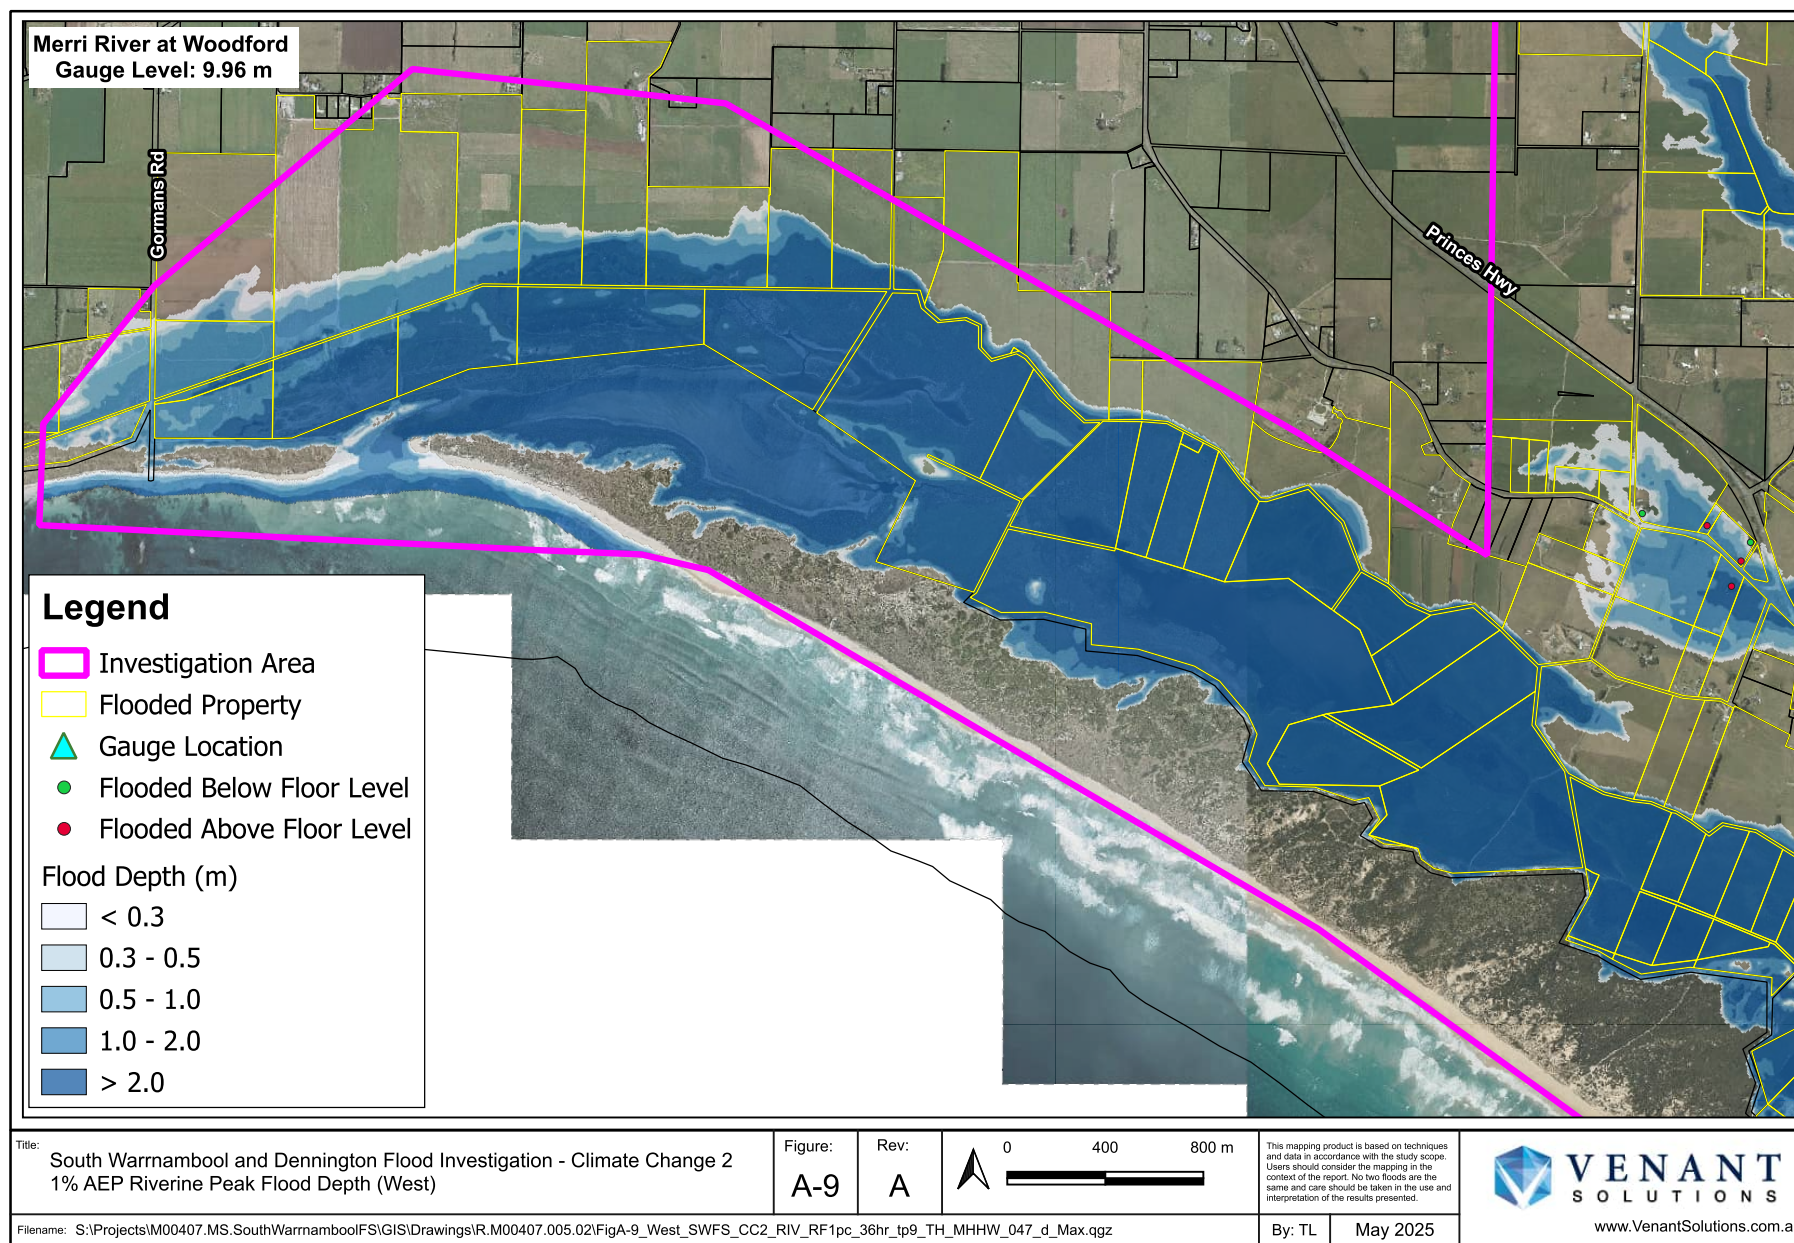 Merri River at Woodford
Gauge Level: 9.96 m
Gormans Rd
Princes Hwy
Legend
Investigation Area
Flooded Property
Gauge Location
Flooded Below Floor Level
Flooded Above Floor Level
Flood Depth (m)
< 0.3
0.3 - 0.5
0.5 - 1.0
1.0 - 2.0
> 2.0
Title:
South Warrnambool and Dennington Flood Investigation - Climate Change 2
1% AEP Riverine Peak Flood Depth (West)
Figure:
A-9
Rev:
A
0 400 800 m
This mapping product is based on techniques
and data in accordance with the study scope.
Users should consider the mapping in the
context of the report. No two floods are the
same and care should be taken in the use and
interpretation of the results presented.
VENANT
SOLUTIONS
www.VenantSolutions.com.a
Filename: S:\Projects\M00407.MS.SouthWarrnamboolFS\GIS\Drawings\R.M00407.005.02\FigA-9_West_SWFS_CC2_RIV_RF1pc_36hr_tp9_TH_MHHW_047_d_Max.qgz
By: TL
May 2025